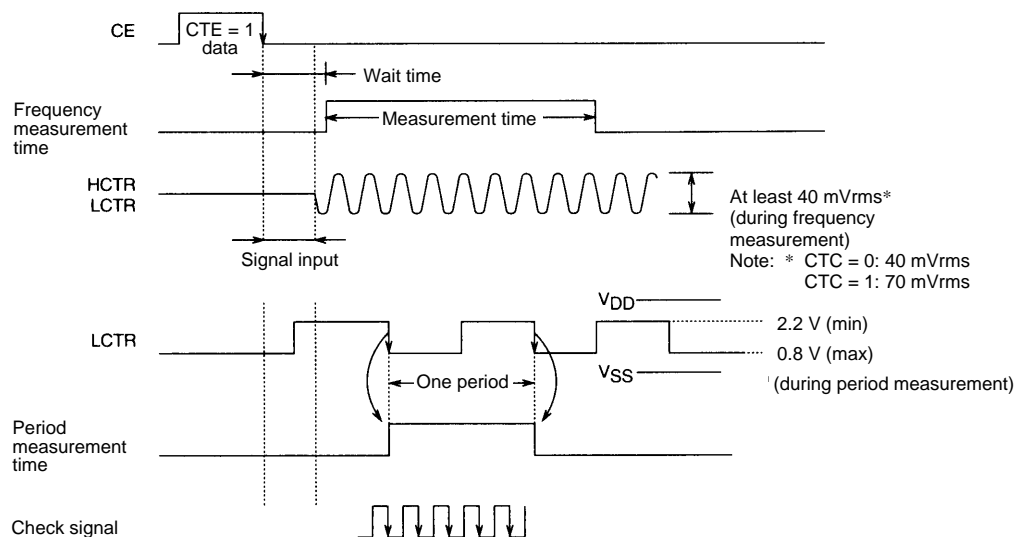 CE
CTE = 1
data
Wait time
Frequency
measurement
time
Measurement time
HCTR
LCTR
At least 40 mVrms*
(during frequency
measurement)
Note: * CTC = 0: 40 mVrms
CTC = 1: 70 mVrms
Signal input
VDD
LCTR
2.2 V (min)
0.8 V (max)
VSS
(during period measurement)
One period
Period
measurement
time
Check signal